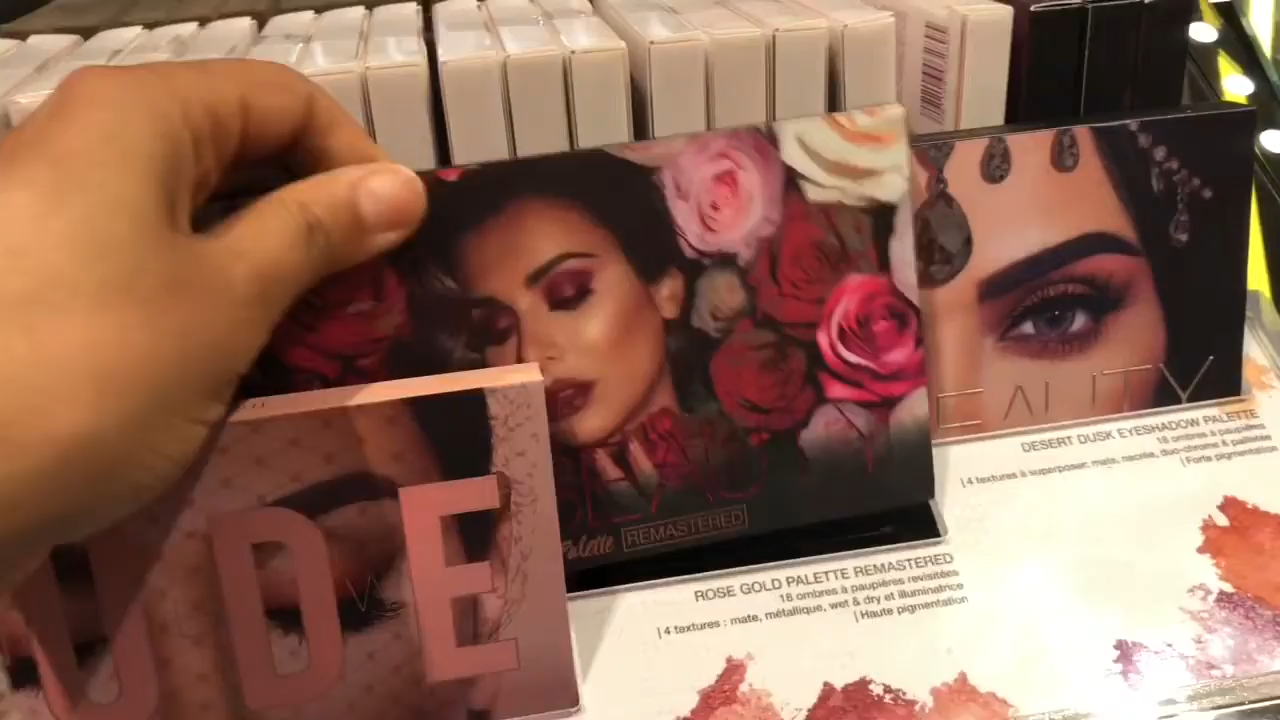 UDE
BEAU
Palette REMASTERED
EAUTY
DESERT DUSK EYESHADOW PALETTE
18 ombres à paupières
| 4 textures à superposer: mate, nacrée, duo-chrome & pailletée
| Forte pigmentation
ROSE GOLD PALETTE REMASTERED
18 ombres à paupières revisitées
| 4 textures : mate, métallique, wet & dry et illuminatrice
| Haute pigmentation